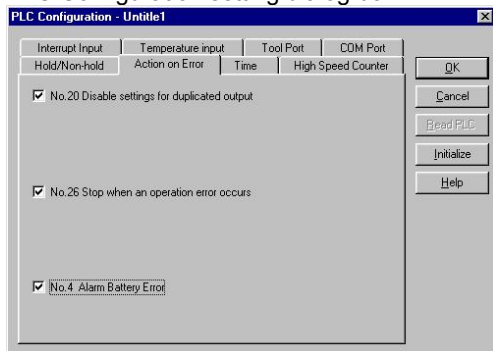 PLC Configuration - Untitle1
Interrupt Input Temperature input Tool Port COM Port
Hold/Non-hold Action on Error Time High Speed Counter
No.20 Disable settings for duplicated output
No.26 Stop when an operation error occurs
No.4 Alarm Battery Error
OK
Cancel
Read PLC
Initialize
Help